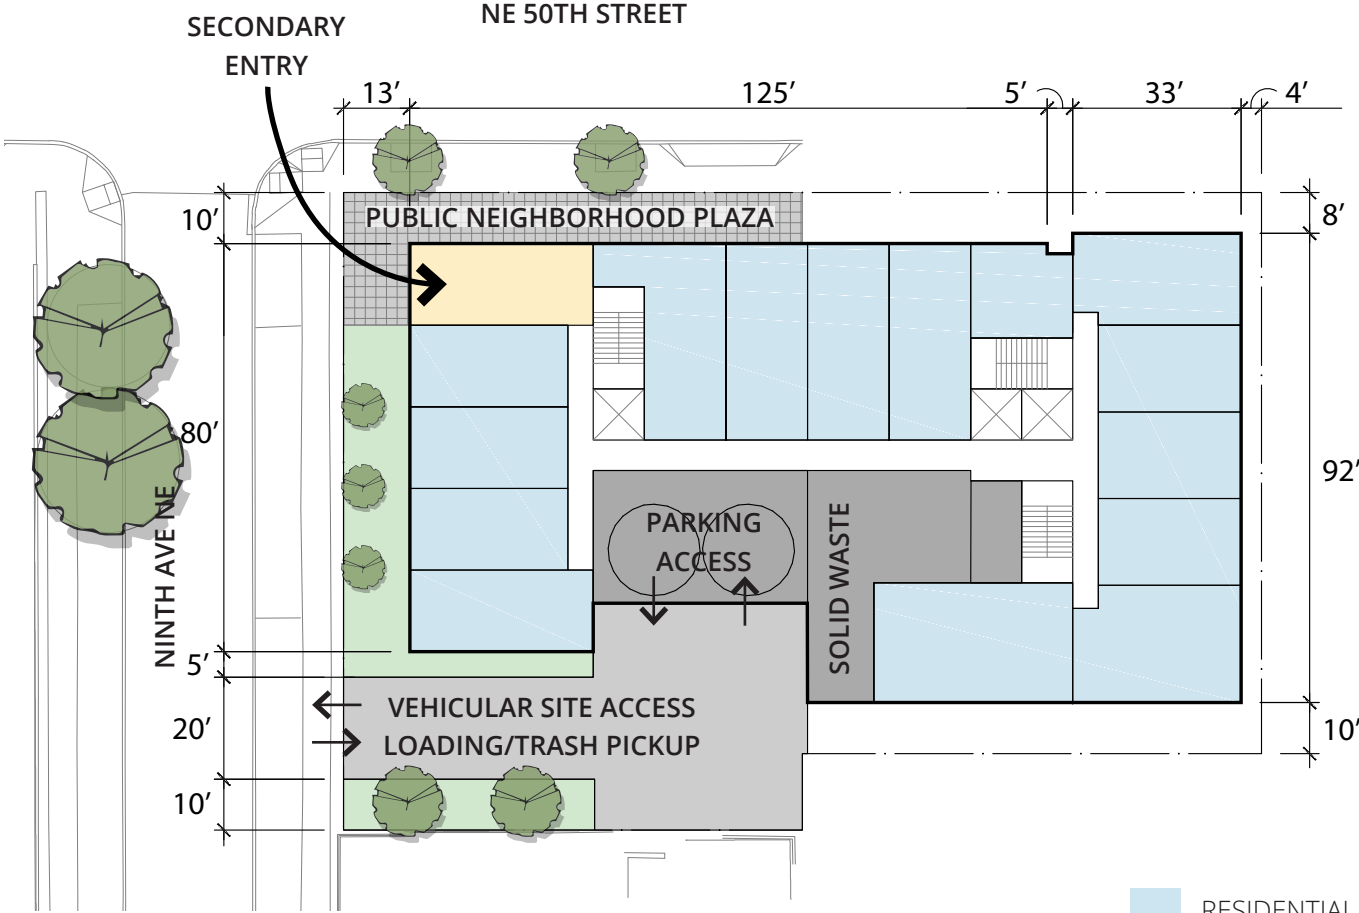 NE 50TH STREET
SECONDARY
ENTRY
13’
125’
5’
33’
4’
10’
PUBLIC NEIGHBORHOOD PLAZA
8’
80’
92’
PARKING
ACCESS
SOLID WASTE
NINTH AVE NE
5’
VEHICULAR SITE ACCESS
20’
LOADING/TRASH PICKUP
10’
10’
RESIDENTIAL